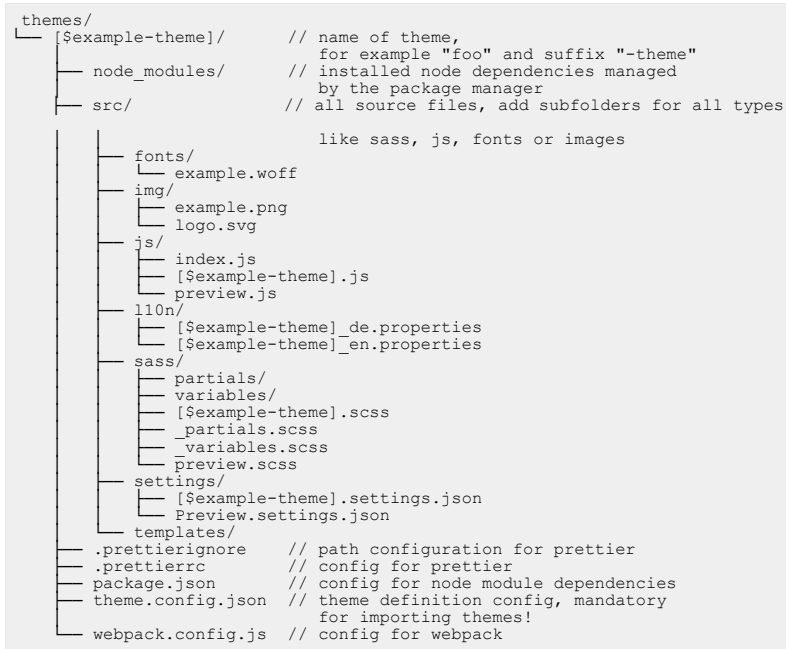 themes/
└── [$example-theme]/ // name of theme,
for example "foo" and suffix "-theme"
├── node_modules/ // installed node dependencies managed
by the package manager
├── src/ // all source files, add subfolders for all types
│ │ like sass, js, fonts or images
│ ├── fonts/
│ │ └── example.woff
│ ├── img/
│ │ ├── example.png
│ │ └── logo.svg
│ ├── js/
│ │ ├── index.js
│ │ ├── [$example-theme].js
│ │ └── preview.js
│ ├── l10n/
│ │ ├── [$example-theme]_de.properties
│ │ └── [$example-theme]_en.properties
│ ├── sass/
│ │ ├── partials/
│ │ ├── variables/
│ │ ├── [$example-theme].scss
│ │ ├── _partials.scss
│ │ ├── _variables.scss
│ │ └── preview.scss
│ ├── settings/
│ │ ├── [$example-theme].settings.json
│ │ └── Preview.settings.json
│ └── templates/
├── .prettierignore // path configuration for prettier
├── .prettierrc // config for prettier
├── package.json // config for node module dependencies
├── theme.config.json // theme definition config, mandatory
│ for importing themes!
└── webpack.config.js // config for webpack